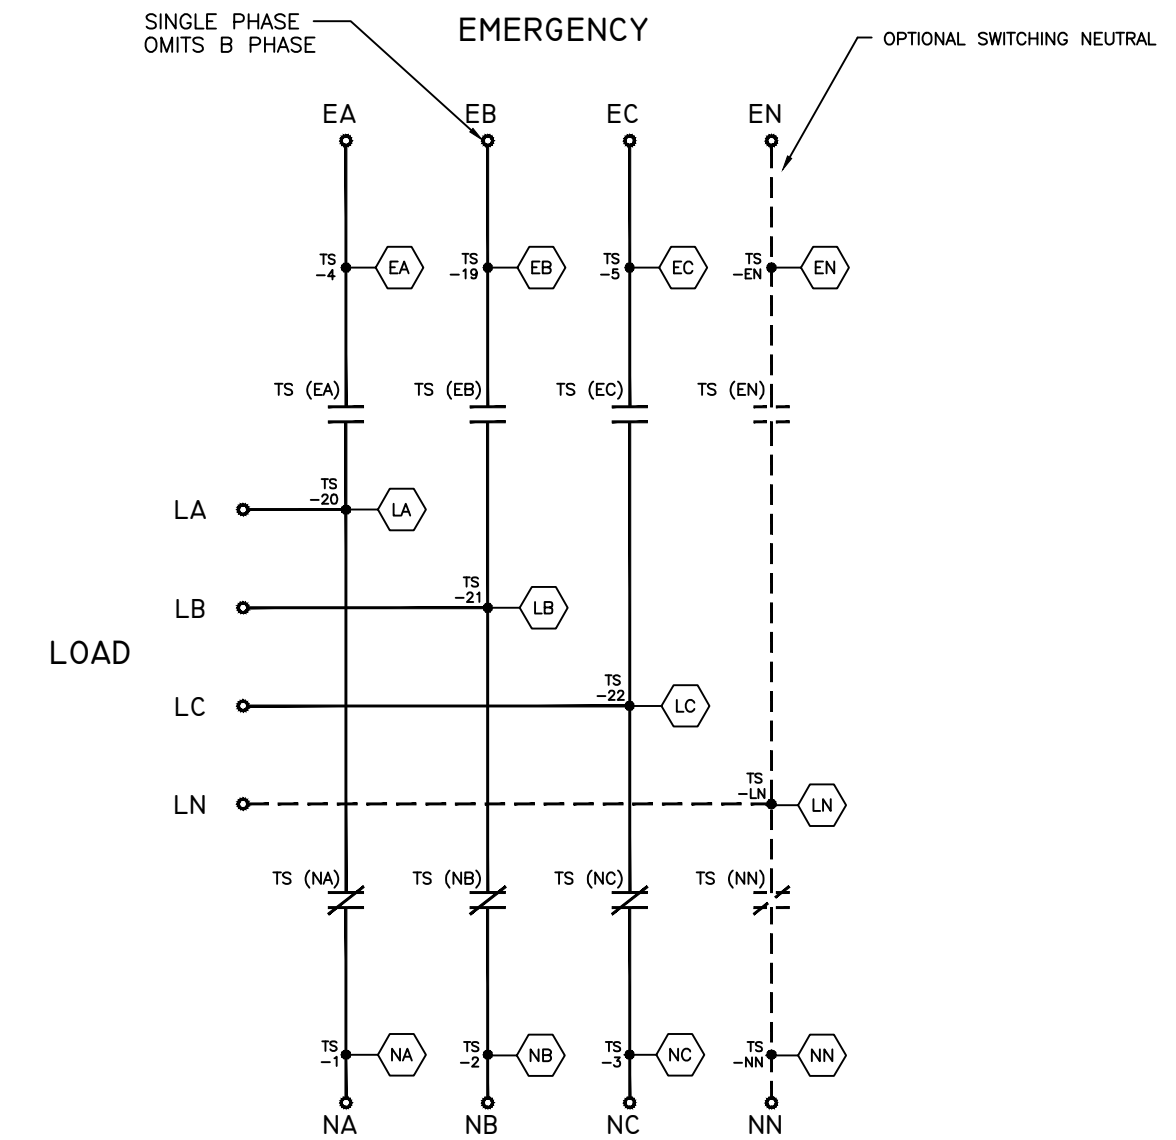 SINGLE PHASE
OMITS B PHASE
EMERGENCY
OPTIONAL SWITCHING NEUTRAL
EA
EB
EC
EN
TS
-4
EA
TS
-19
EB
TS
-5
EC
TS
-EN
EN
TS (EA)
TS (EB)
TS (EC)
TS (EN)
LA
TS
-20
LA
LB
TS
-21
LB
LOAD
LC
TS
-22
LC
LN
TS
-LN
LN
TS (NA)
TS (NB)
TS (NC)
TS (NN)
TS
-1
NA
TS
-2
NB
TS
-3
NC
TS
-NN
NN
NA
NB
NC
NN